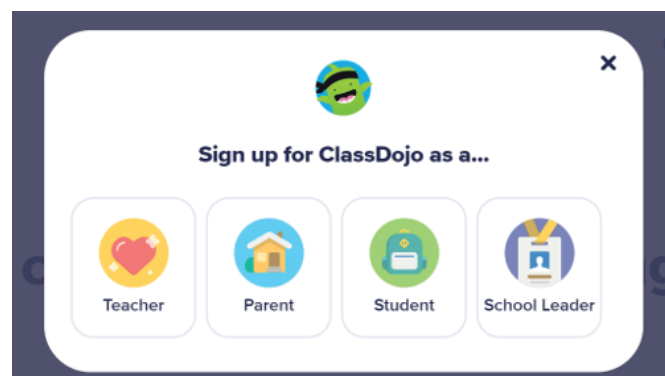 Sign up for ClassDojo as a...
Teacher
Parent
Student
School Leader